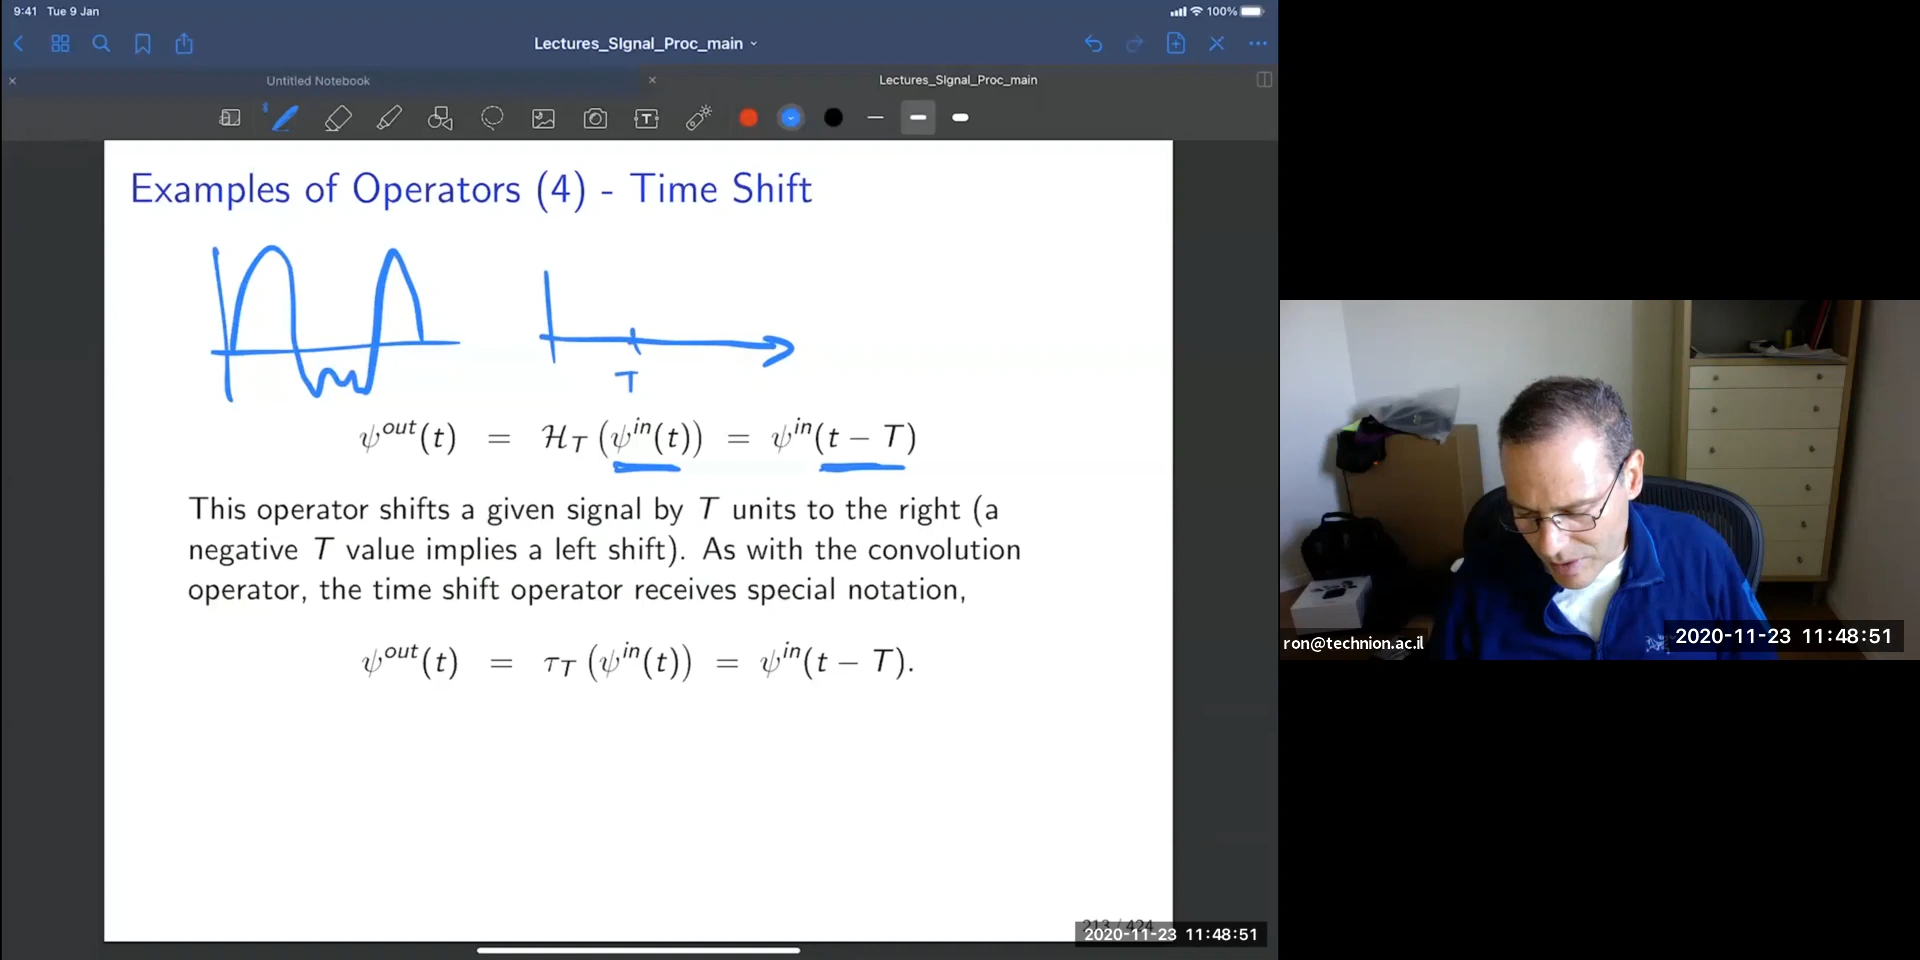 9:41 Tue 9 Jan
100%
Lectures_SIgnal_Proc_main
Untitled Notebook
Lectures_SIgnal_Proc_main
Examples of Operators (4) - Time Shift
T
ψ^out(t) = ℋ_T (ψ^in(t)) = ψ^in(t − T)
This operator shifts a given signal by T units to the right (a
negative T value implies a left shift). As with the convolution
operator, the time shift operator receives special notation,
ψ^out(t) = τ_T (ψ^in(t)) = ψ^in(t − T).
213 / 424
2020-11-23 11:48:51
ron@technion.ac.il
2020-11-23 11:48:51